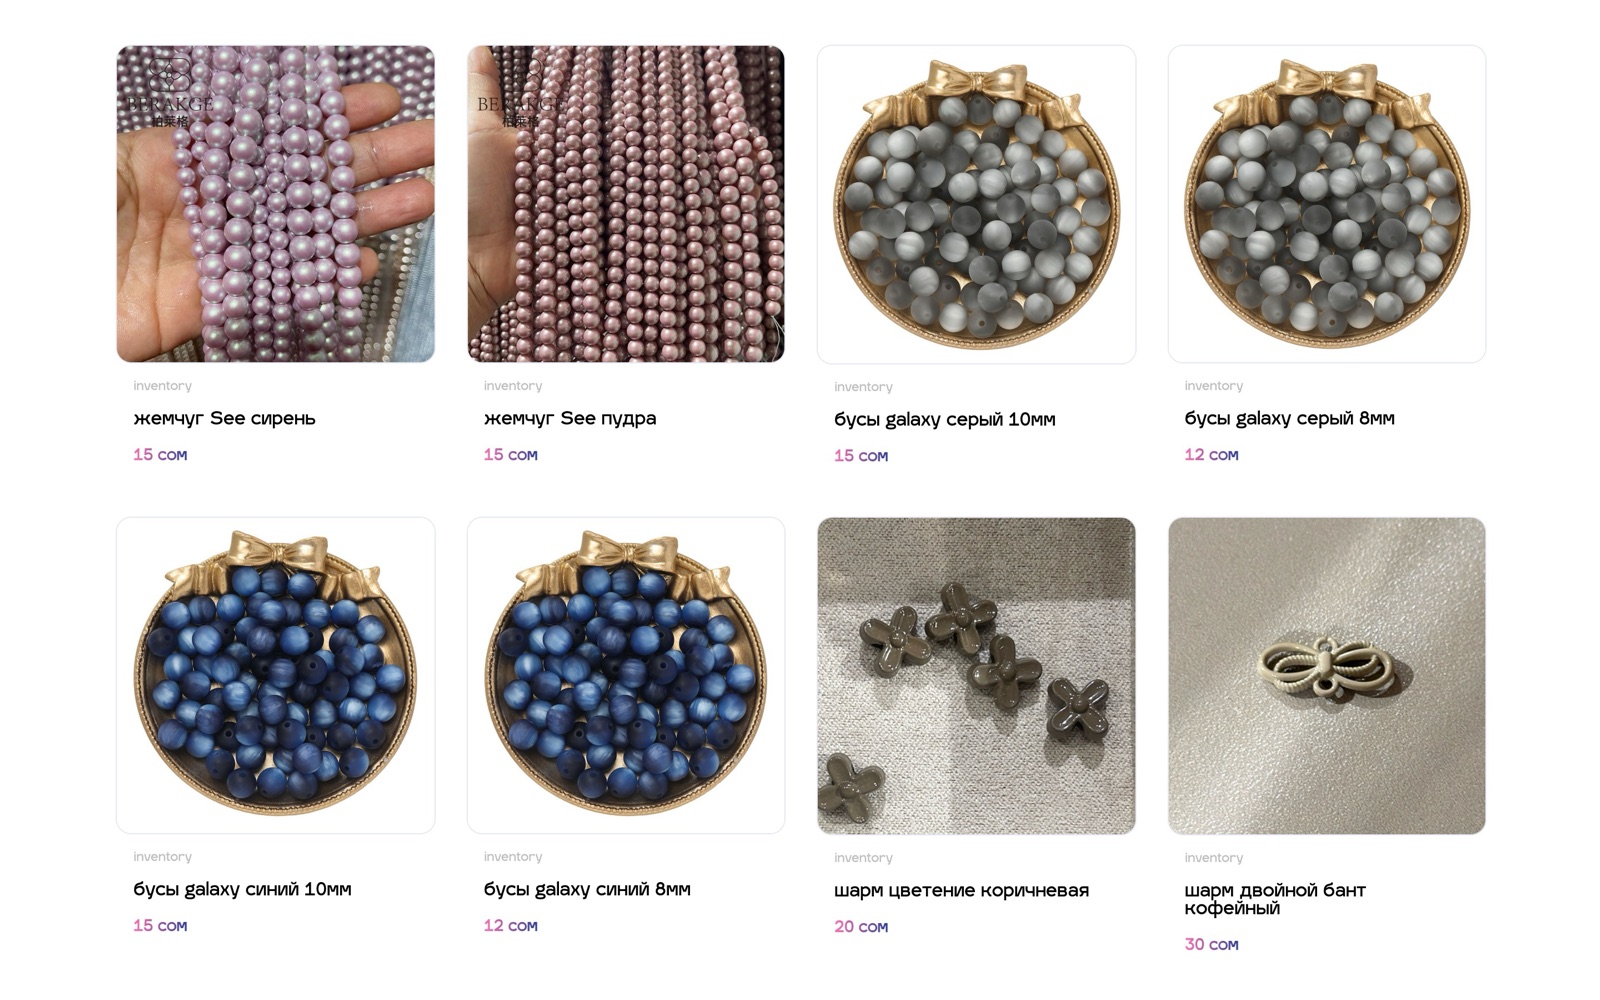 BERAKGE
柏莱格
BERAKGE
柏莱格
inventory
жемчуг See сирень
15 сом
inventory
жемчуг See пудра
15 сом
inventory
бусы galaxy серый 10мм
15 сом
inventory
бусы galaxy серый 8мм
12 сом
inventory
бусы galaxy синий 10мм
15 сом
inventory
бусы galaxy синий 8мм
12 сом
inventory
шарм цветение коричневая
20 сом
inventory
шарм двойной бант
кофейный
30 сом